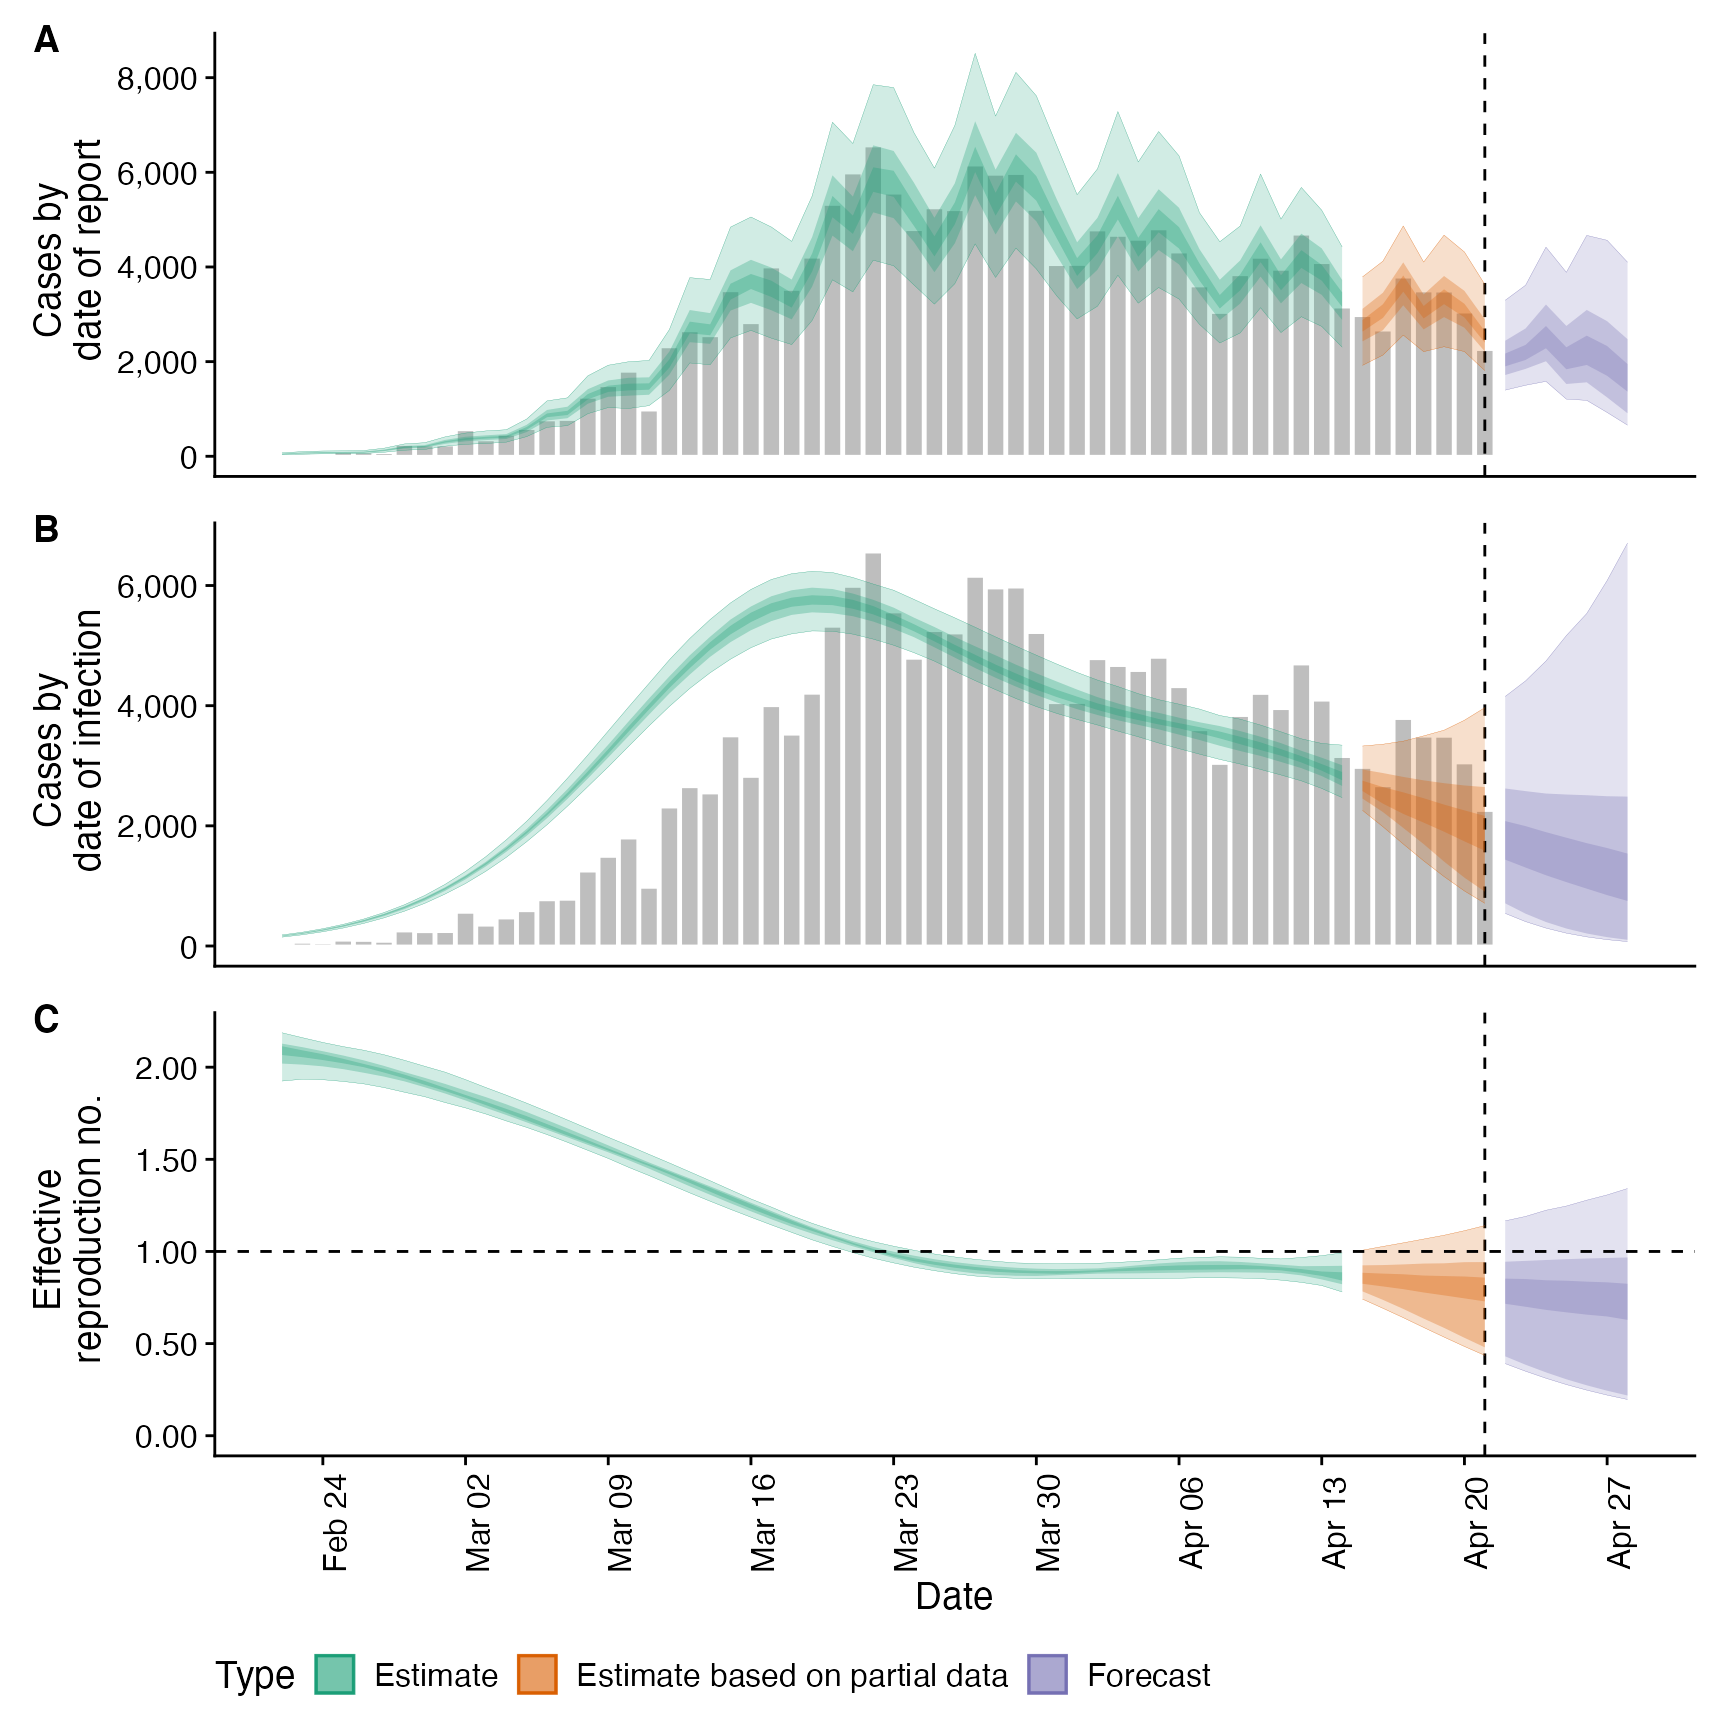 A
Cases by
date of report
8,000
6,000
4,000
2,000
0
B
Cases by
date of infection
6,000
4,000
2,000
0
C
Effective
reproduction no.
2.00
1.50
1.00
0.50
0.00
Feb 24
Mar 02
Mar 09
Mar 16
Mar 23
Mar 30
Apr 06
Apr 13
Apr 20
Apr 27
Date
Type Estimate Estimate based on partial data Forecast